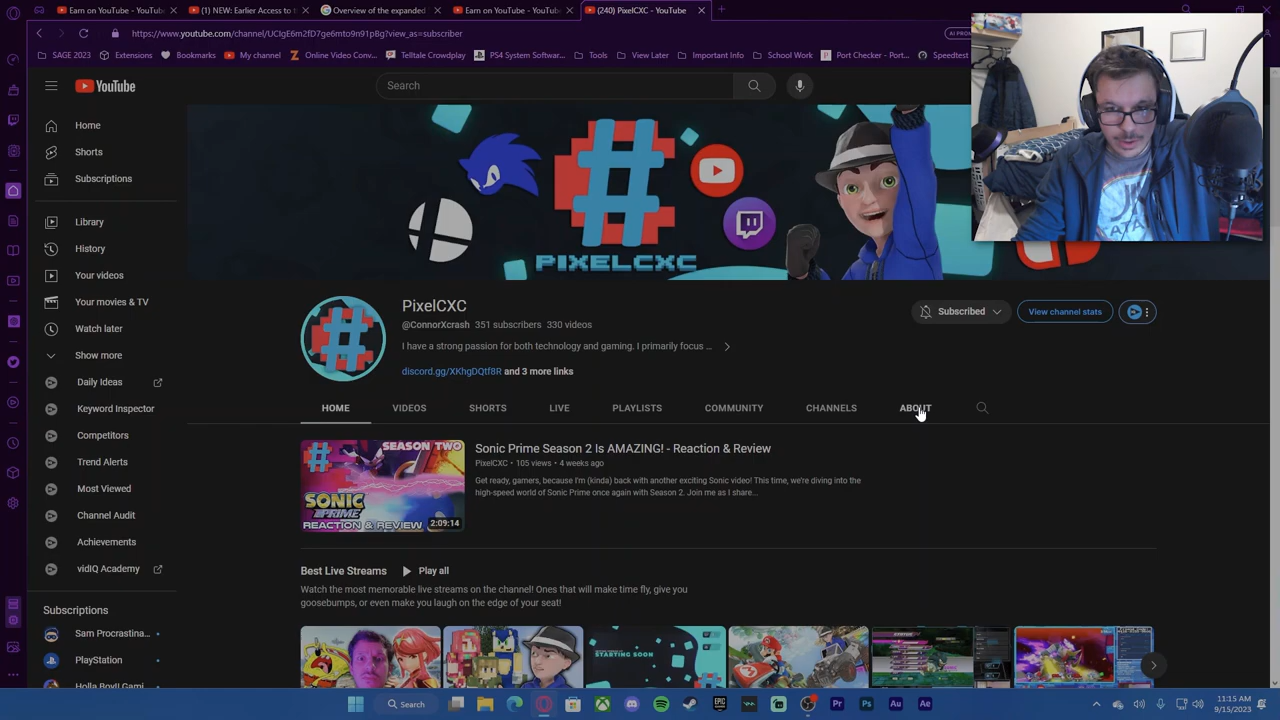 Earn on YouTube - YouTub
(1) NEW: Earlier Access to t
Overview of the expanded
Earn on YouTube - YouTub
(240) PixelCXC - YouTube
https://www.youtube.com/channel/UCIgE6m2fD7ge6mto9n91pBg?view_as=subscriber
AI PRO
SAGE 2023
Extensions
Bookmarks
My channel
Online Video Conv...
Telltale Crowdplay
PS4 System Softwar...
Tools
View Later
Important Info
School Work
Port Checker - Port...
Speedtest
YouTube
Search
Home
Shorts
Subscriptions
Library
History
Your videos
Your movies & TV
Watch later
Show more
Daily Ideas
Keyword Inspector
Competitors
Trend Alerts
Most Viewed
Channel Audit
Achievements
vidIQ Academy
Subscriptions
Sam Procrastina...
PlayStation
Holla Boy!! Gami
#
PIXELCXC
PixelCXC
@ConnorXcrash 351 subscribers 330 videos
I have a strong passion for both technology and gaming. I primarily focus ...
discord.gg/XKhgDQtf8R and 3 more links
Subscribed
View channel stats
HOME
VIDEOS
SHORTS
LIVE
PLAYLISTS
COMMUNITY
CHANNELS
ABOUT
#
SEASON TWO
SONIC
PRIME
REACTION & REVIEW
2:09:14
Sonic Prime Season 2 Is AMAZING! - Reaction & Review
PixelCXC • 105 views • 4 weeks ago
Get ready, gamers, because I'm (kinda) back with another exciting Sonic video! This time, we're diving into the
high-speed world of Sonic Prime once again with Season 2. Join me as I share...
Best Live Streams
Play all
Watch the most memorable live streams on the channel! Ones that will make time fly, give you
goosebumps, or even make you laugh on the edge of your seat!
STARTING SOON
Search
EPIC
Pr
Ps
Au
Ae
11:15 AM
9/15/2023